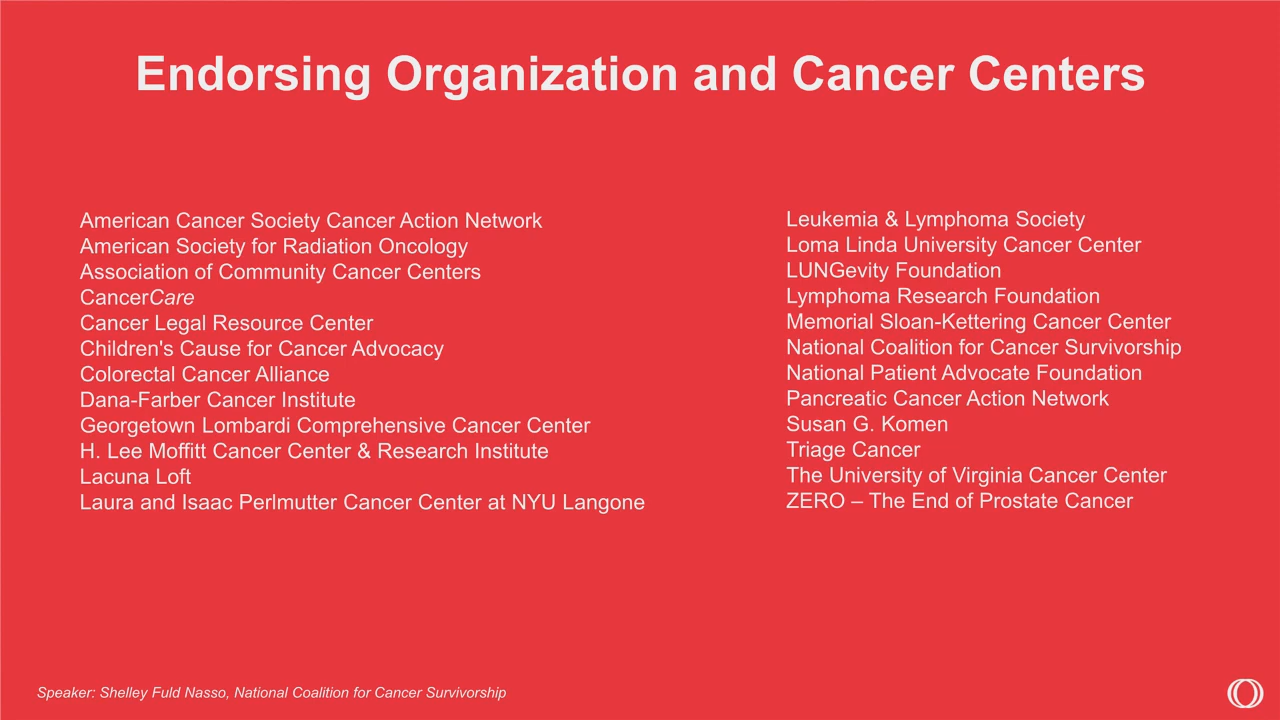 Endorsing Organization and Cancer Centers
American Cancer Society Cancer Action Network
American Society for Radiation Oncology
Association of Community Cancer Centers
CancerCare
Cancer Legal Resource Center
Children's Cause for Cancer Advocacy
Colorectal Cancer Alliance
Dana-Farber Cancer Institute
Georgetown Lombardi Comprehensive Cancer Center
H. Lee Moffitt Cancer Center & Research Institute
Lacuna Loft
Laura and Isaac Perlmutter Cancer Center at NYU Langone
Leukemia & Lymphoma Society
Loma Linda University Cancer Center
LUNGevity Foundation
Lymphoma Research Foundation
Memorial Sloan-Kettering Cancer Center
National Coalition for Cancer Survivorship
National Patient Advocate Foundation
Pancreatic Cancer Action Network
Susan G. Komen
Triage Cancer
The University of Virginia Cancer Center
ZERO – The End of Prostate Cancer
Speaker: Shelley Fuld Nasso, National Coalition for Cancer Survivorship